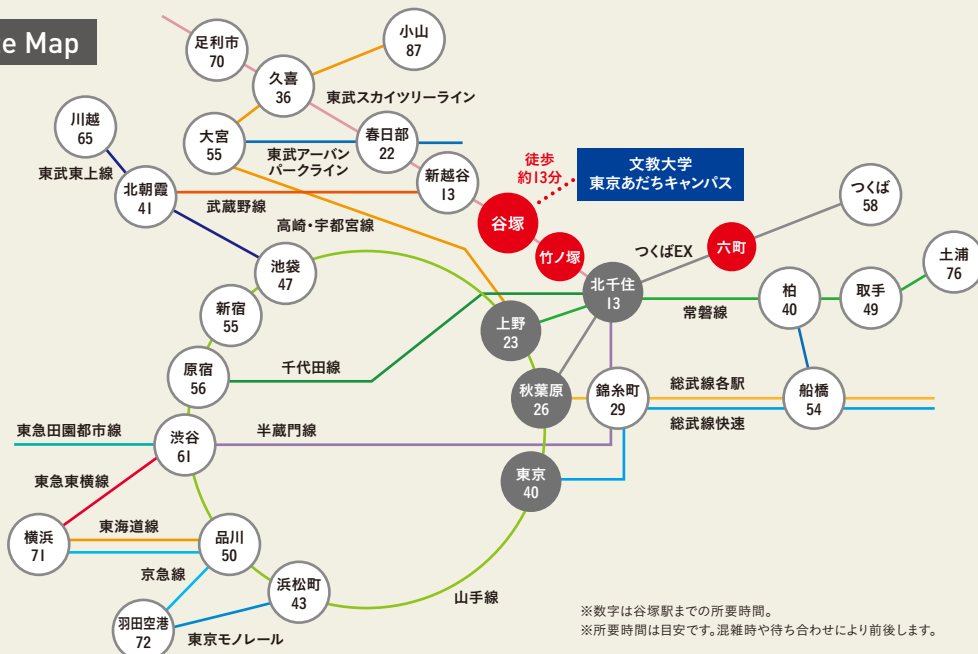 e Map
足利市
70
小山
87
久喜
36
東武スカイツリーライン
川越
65
大宮
55
春日部
22
東武アーバン
パークライン
東武東上線
新越谷
13
徒歩
約13分
文教大学
東京あだちキャンパス
北朝霞
41
武蔵野線
つくば
58
谷塚
高崎・宇都宮線
六町
つくばEX
竹ノ塚
土浦
76
池袋
47
北千住
13
柏
40
取手
49
新宿
55
常磐線
上野
23
原宿
56
千代田線
秋葉原
26
錦糸町
29
総武線各駅
船橋
54
総武線快速
東急田園都市線
渋谷
61
半蔵門線
東急東横線
東京
40
横浜
71
東海道線
品川
50
京急線
浜松町
43
山手線
羽田空港
72
東京モノレール
※数字は谷塚駅までの所要時間。
※所要時間は目安です。混雑時や待ち合わせにより前後します。